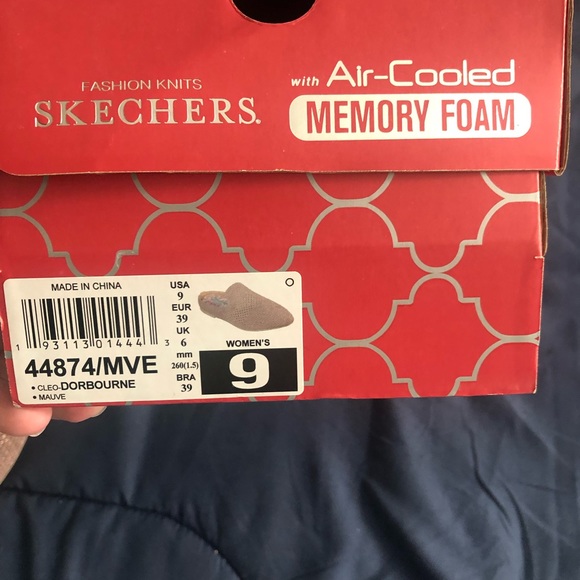 FASHION KNITS
SKECHERS.
with Air-Cooled
MEMORY FOAM
MADE IN CHINA
1 93113 01444 3
44874/MVE
• CLEO-DORBOURNE
• MAUVE
USA
9
EUR
39
UK
6
mm
260(1.5)
BRA
39
WOMEN'S
9